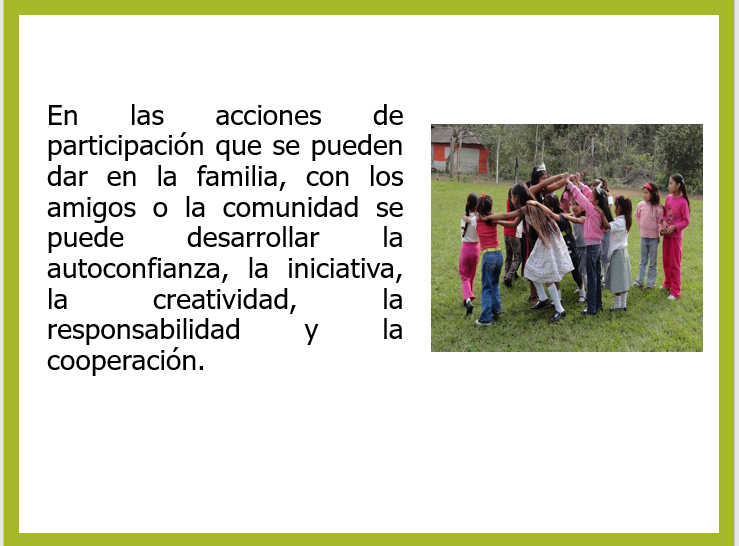 En las acciones de
participación que se pueden
dar en la familia, con los
amigos o la comunidad se
puede desarrollar la
autoconfianza, la iniciativa,
la creatividad, la
responsabilidad y la
cooperación.